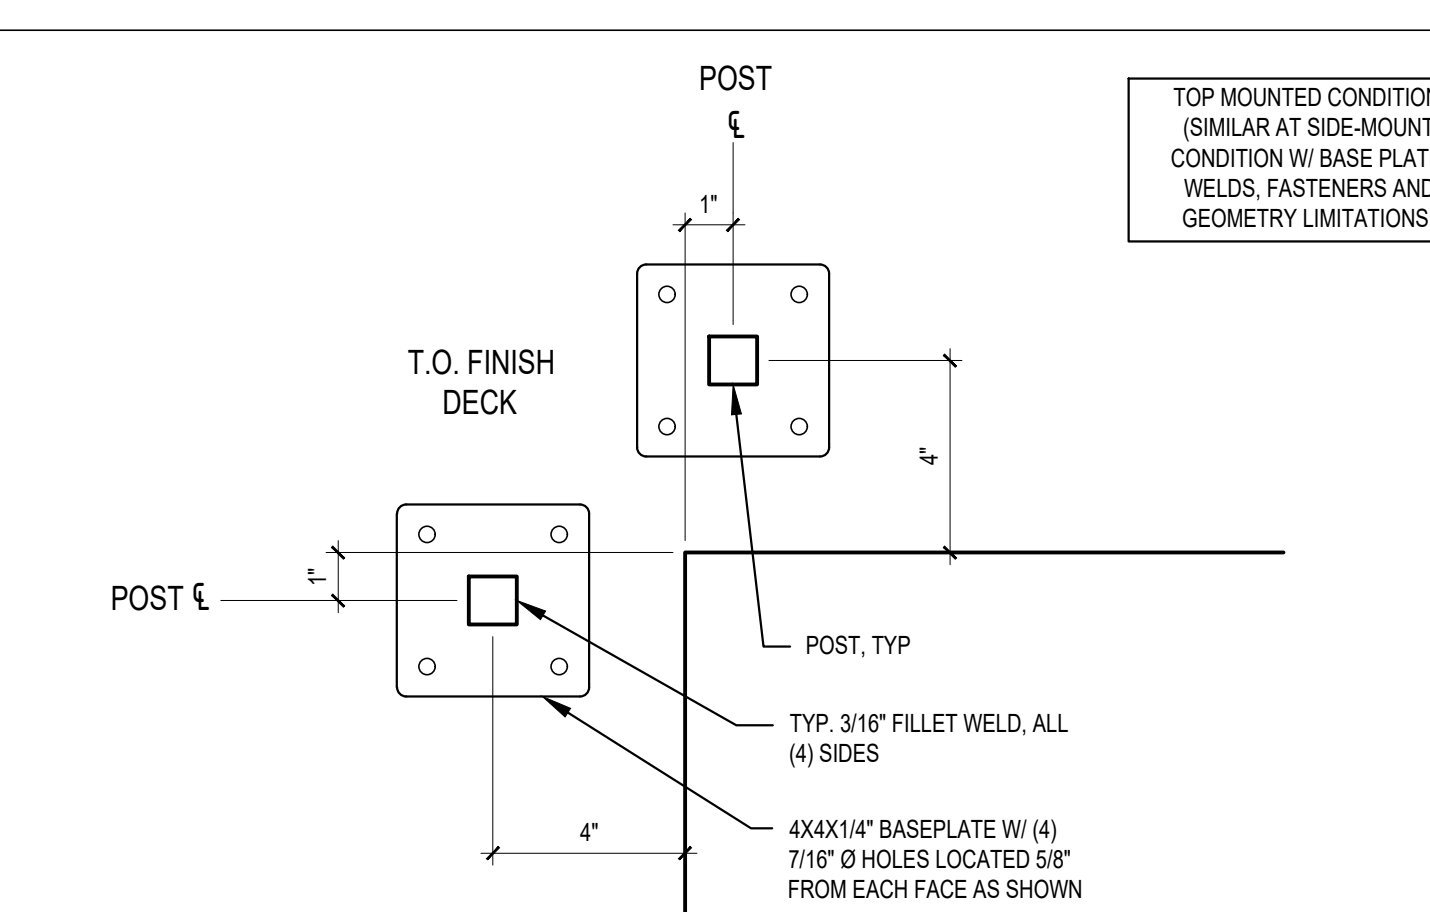 POST
℄
TOP MOUNTED CONDITION
(SIMILAR AT SIDE-MOUNT
CONDITION W/ BASE PLAT
WELDS, FASTENERS AND
GEOMETRY LIMITATIONS
1"
T.O. FINISH
DECK
4"
1"
POST ℄
POST, TYP
TYP. 3/16" FILLET WELD, ALL
(4) SIDES
4"
4X4X1/4" BASEPLATE W/ (4)
7/16" Ø HOLES LOCATED 5/8"
FROM EACH FACE AS SHOWN